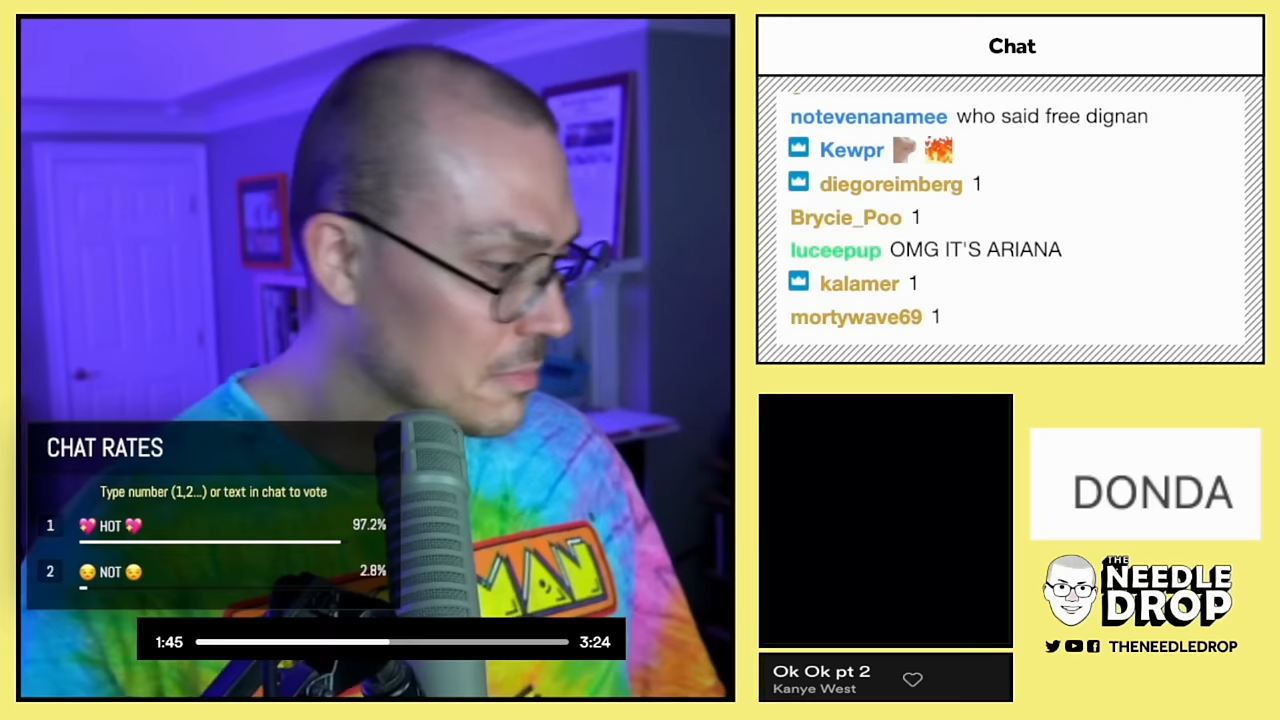 Chat
notevenanamee who said free dignan
Kewpr
diegoreimberg 1
Brycie_Poo 1
luceepup OMG IT'S ARIANA
kalamer 1
mortywave69 1
CHAT RATES
Type number (1,2...) or text in chat to vote
1 💖 HOT 💖 97.2%
2 😒 NOT 😒 2.8%
MAN
1:45 3:24
DONDA
THE
NEEDLE
DROP
THENEEDLEDROP
Ok Ok pt 2
Kanye West